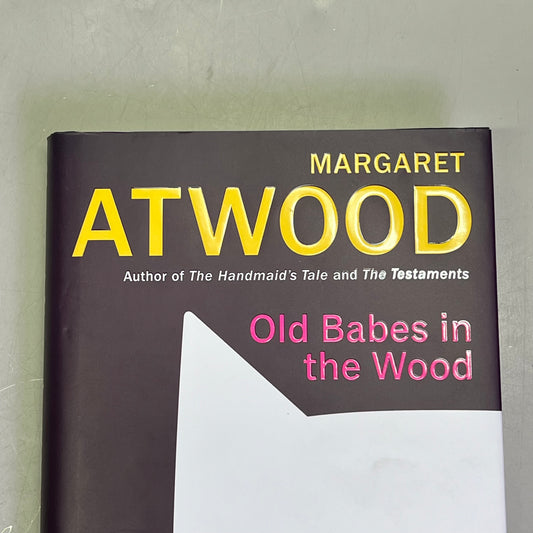 MARGARET
ATWOOD
Author of The Handmaid's Tale and The Testaments
Old Babes in
the Wood